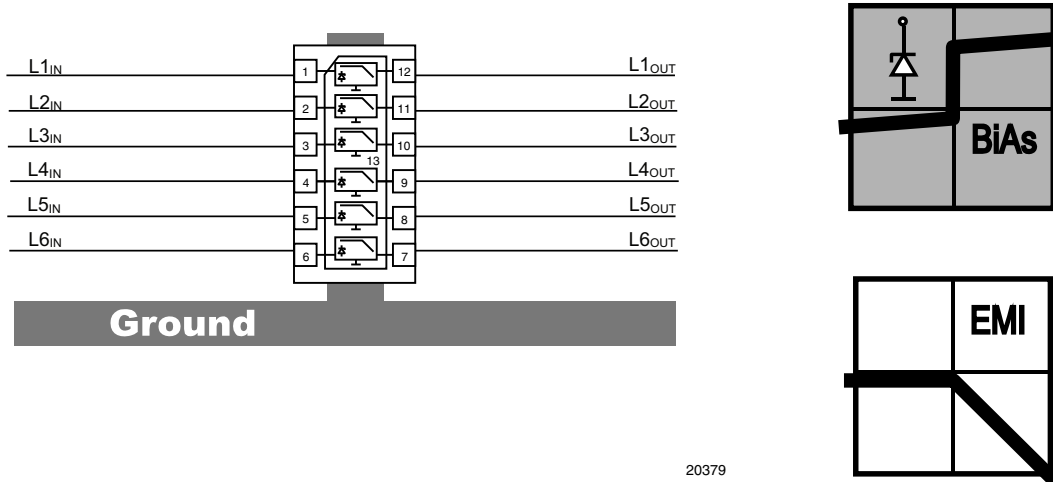 L1IN 1 12 L1OUT
L2IN 2 11 L2OUT
L3IN 3 10 L3OUT
13
L4IN 4 9 L4OUT
L5IN 5 8 L5OUT
L6IN 6 7 L6OUT
Ground
20379
BiAs
EMI